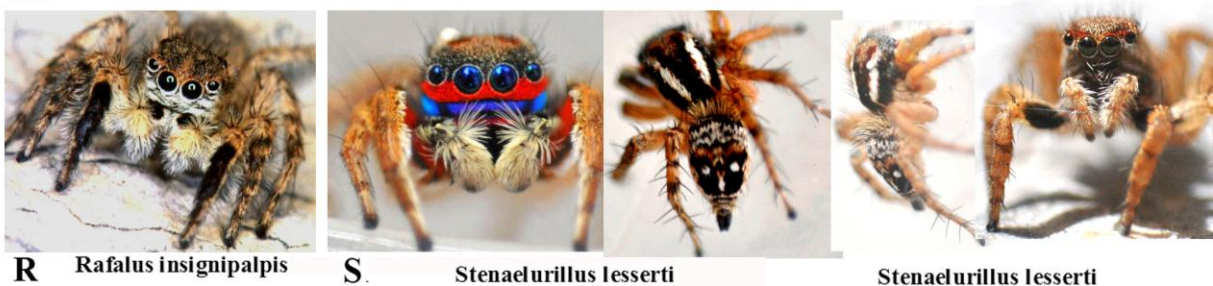 R Rafalus insignipalpis
S. Stenaelurillus lesserti
Stenaelurillus lesserti